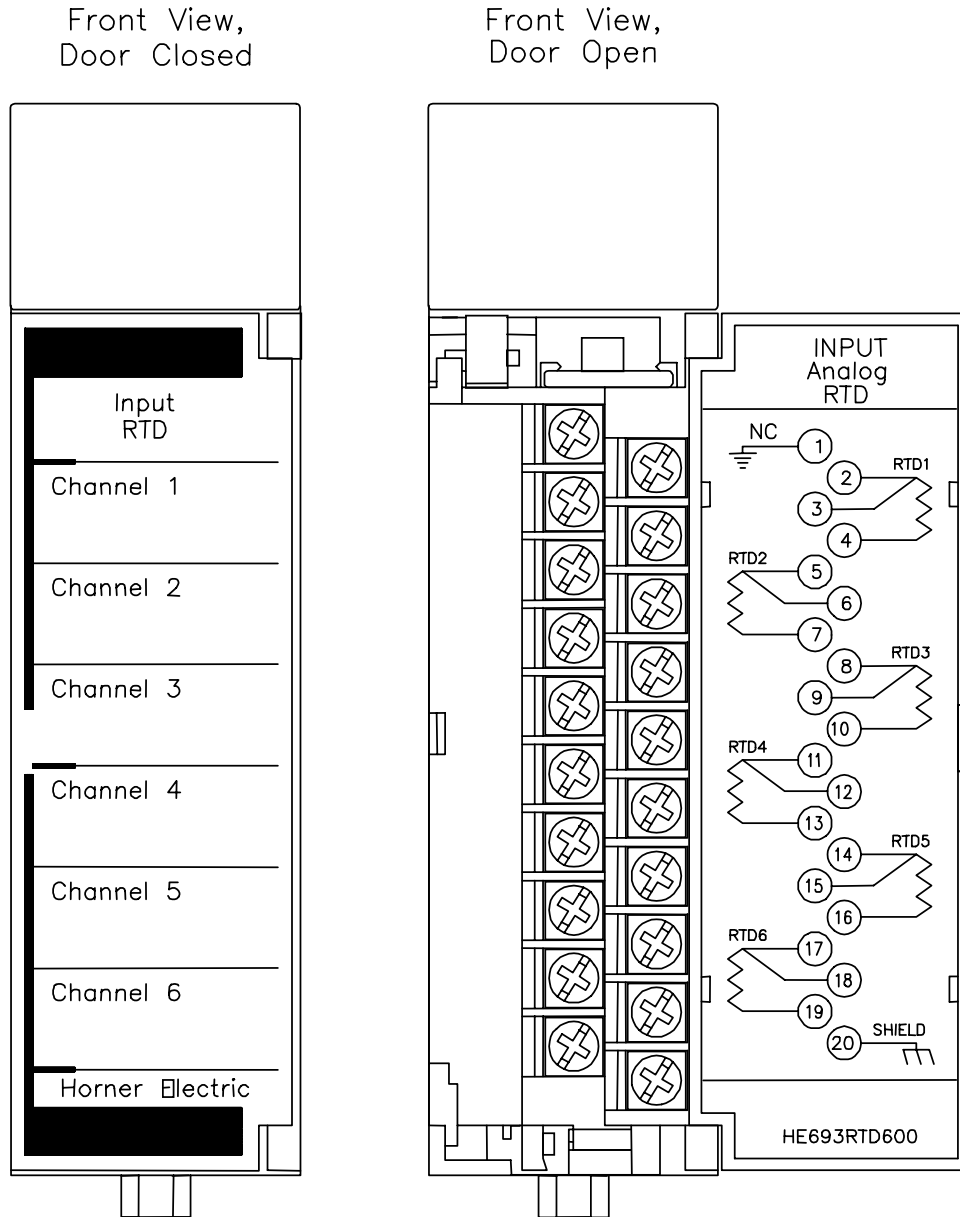 Front View,
Door Closed
Front View,
Door Open
Input
RTD
Channel 1
Channel 2
Channel 3
Channel 4
Channel 5
Channel 6
Horner Electric
INPUT
Analog
RTD
NC
1
2
RTD1
3
4
RTD2
5
6
7
8
RTD3
9
10
RTD4
11
12
13
14
RTD5
15
16
RTD6
17
18
19
20
SHIELD
HE693RTD600